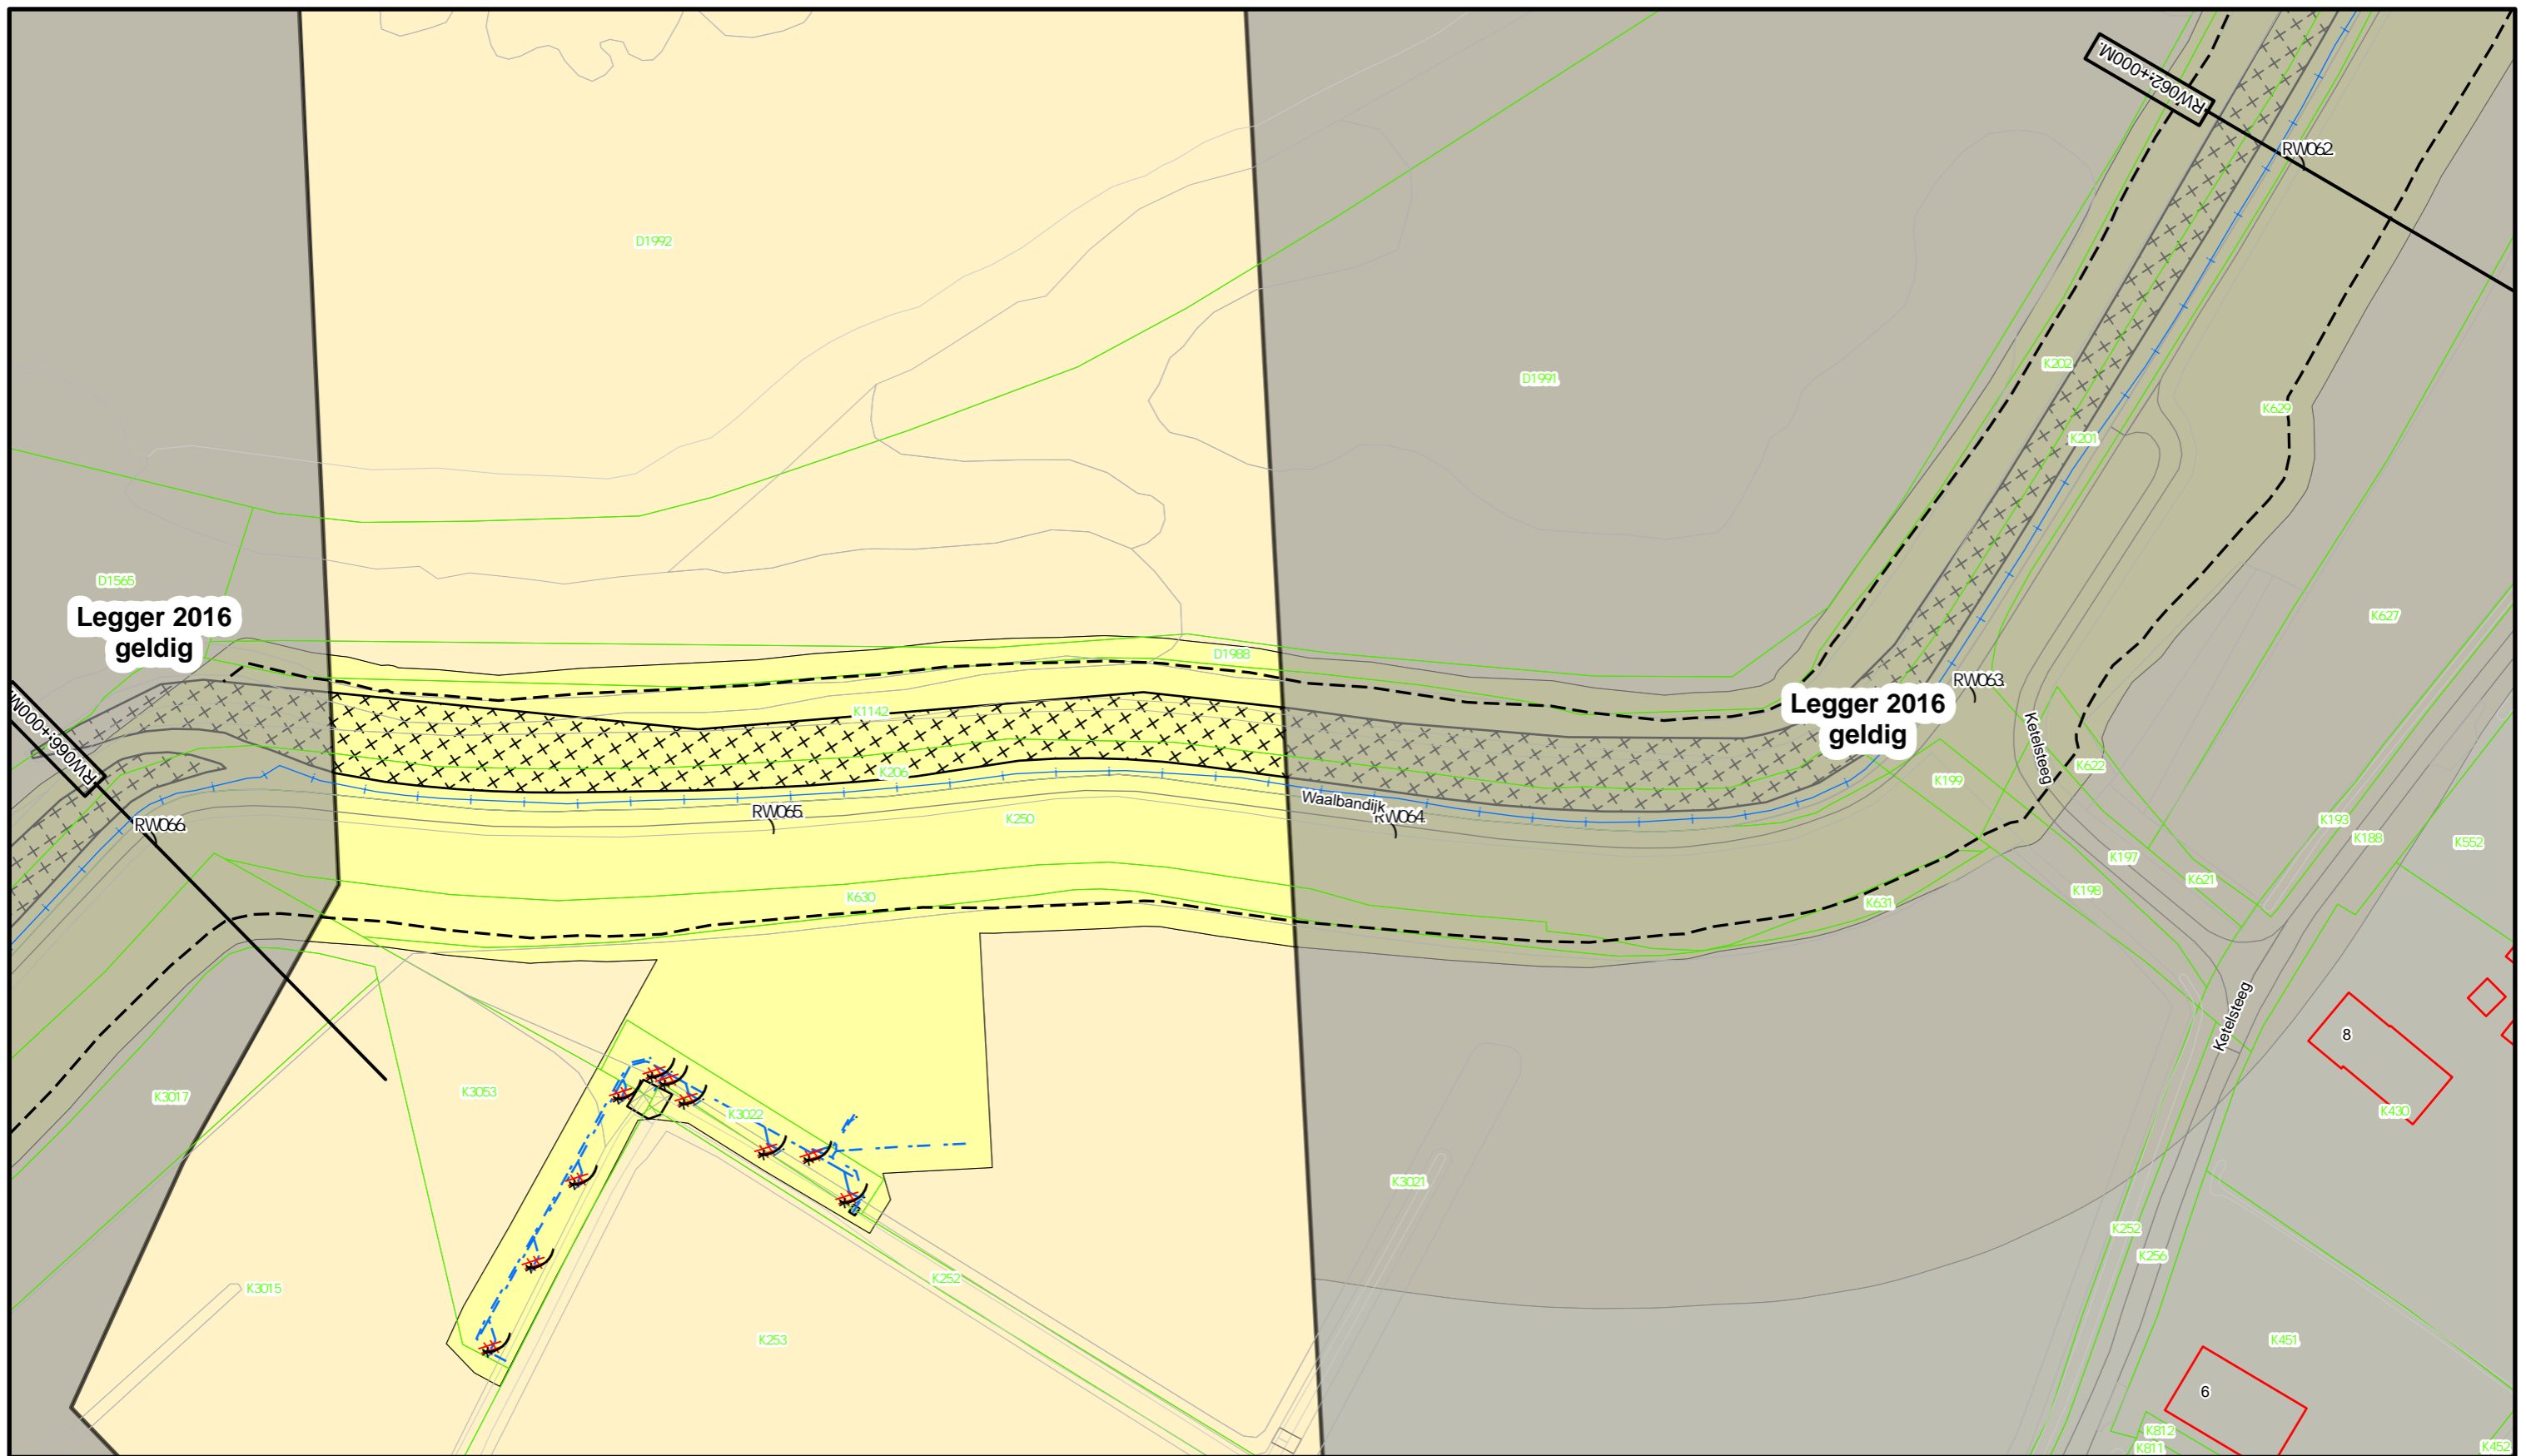 RW062.+000M.
RW062.
D1992
K202
D1991
K629
K201
D1565
Legger 2016
geldig
K627
D1988
RW063.
Legger 2016
geldig
K1142
Ketelsteeg
RW066.+000M.
K206
K622
K199
Waalbandijk
RW064.
RW065.
K250
RW066.
K193
K188
K552
K197
K621
K198
K630
K631
Ketelsteeg
8
K3017
K3053
K3022
K430
K3021
K252
K256
K252
K3015
K253
K451
6
K812
K811
K452